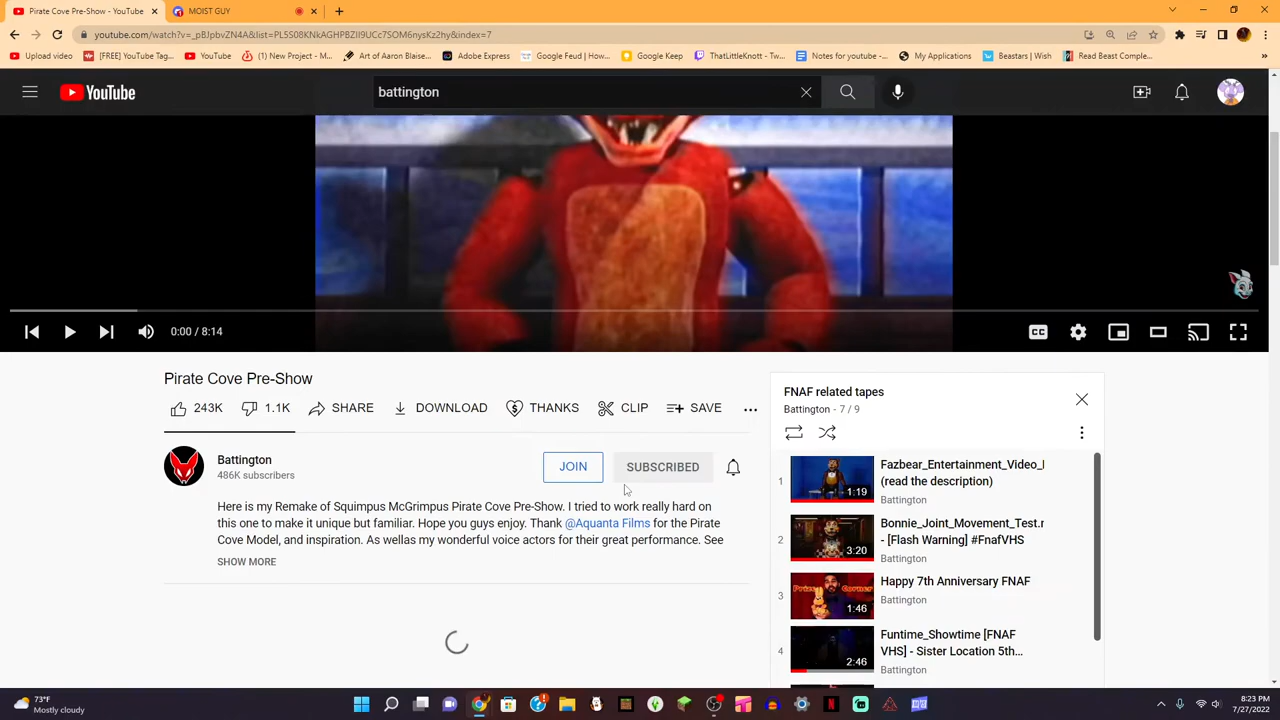 Pirate Cove Pre-Show - YouTube
MOIST GUY
youtube.com/watch?v=_pBJpbvZN4A&list=PL5S08KNkAGHPBZII9UCc7SOM6nysKz2hy&index=7
Upload video
[FREE] YouTube Tag...
YouTube
(1) New Project - M...
Art of Aaron Blaise...
Adobe Express
Google Feud | How...
Google Keep
ThatLittleKnott - Tw...
Notes for youtube -...
My Applications
Beastars | Wish
Read Beast Comple...
YouTube
battington
0:00 / 8:14
CC
Pirate Cove Pre-Show
243K 1.1K SHARE DOWNLOAD THANKS CLIP SAVE
Battington
486K subscribers
JOIN
SUBSCRIBED
Here is my Remake of Squimpus McGrimpus Pirate Cove Pre-Show. I tried to work really hard on
this one to make it unique but familiar. Hope you guys enjoy. Thank @Aquanta Films for the Pirate
Cove Model, and inspiration. As wellas my wonderful voice actors for their great performance. See
SHOW MORE
FNAF related tapes
Battington - 7 / 9
1
1:19
Fazbear_Entertainment_Video_
(read the description)
Battington
2
3:20
Bonnie_Joint_Movement_Test.r
- [Flash Warning] #FnafVHS
Battington
3
Prize Corner
1:46
Happy 7th Anniversary FNAF
Battington
4
2:46
Funtime_Showtime [FNAF
VHS] - Sister Location 5th...
Battington
73°F
Mostly cloudy
6:23 PM
7/27/2022